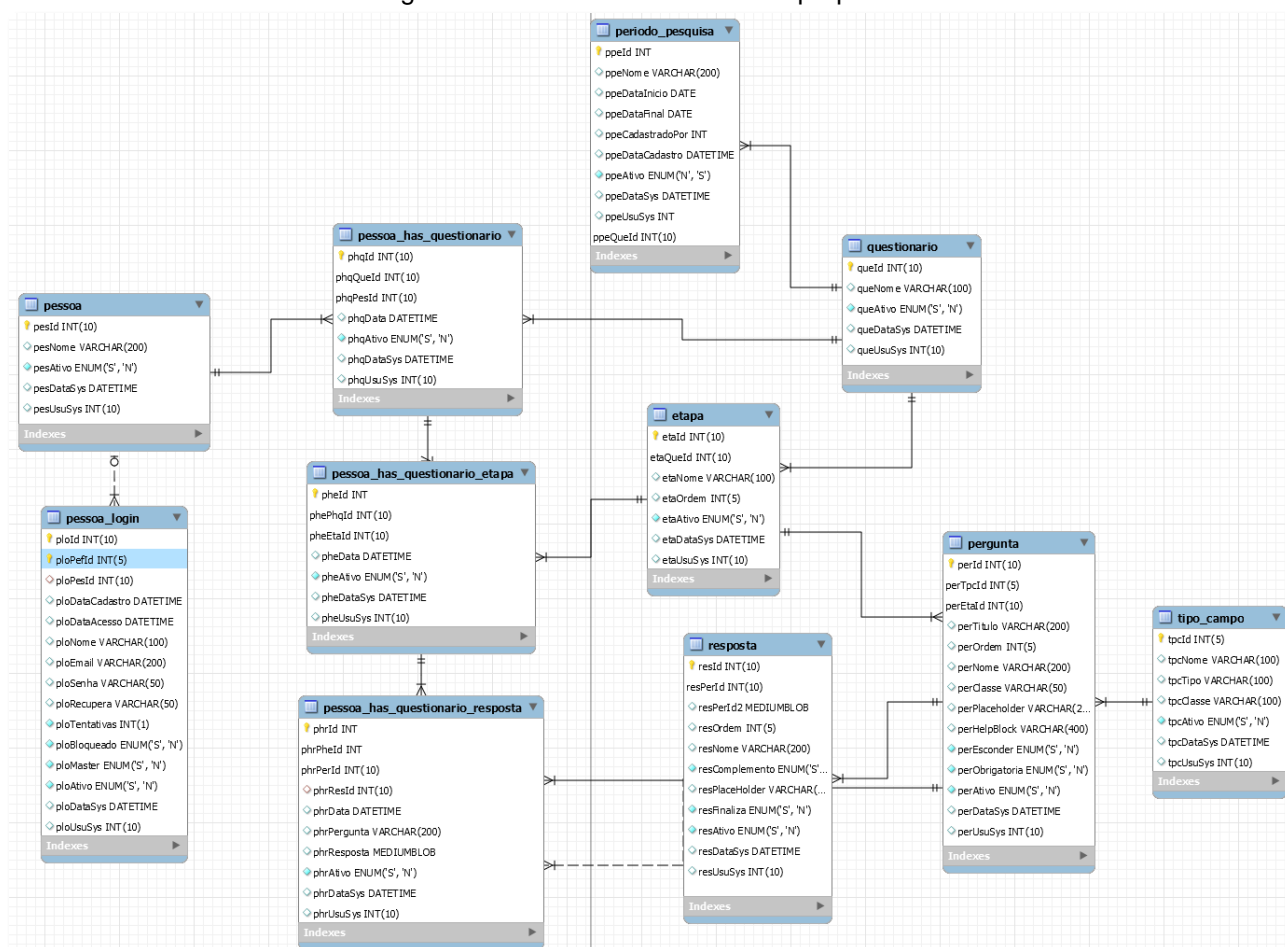 periodo_pesquisa
ppeId INT
ppeNome VARCHAR(200)
ppeDataInicio DATE
ppeDataFinal DATE
ppeCadastradoPor INT
ppeDataCadastro DATETIME
ppeAtivo ENUM('N', 'S')
ppeDataSys DATETIME
ppeUsuSys INT
ppeQueId INT(10)
Indexes
pessoa_has_questionario
phqId INT(10)
phqQueId INT(10)
phqPesId INT(10)
phqData DATETIME
phqAtivo ENUM('S', 'N')
phqDataSys DATETIME
phqUsuSys INT(10)
Indexes
questionario
queId INT(10)
queNome VARCHAR(100)
queAtivo ENUM('S', 'N')
queDataSys DATETIME
queUsuSys INT(10)
Indexes
pessoa
pesId INT(10)
pesNome VARCHAR(200)
pesAtivo ENUM('S', 'N')
pesDataSys DATETIME
pesUsuSys INT(10)
Indexes
etapa
etaId INT(10)
etaQueId INT(10)
etaNome VARCHAR(100)
etaOrdem INT(5)
etaAtivo ENUM('S', 'N')
etaDataSys DATETIME
etaUsuSys INT(10)
Indexes
pessoa_has_questionario_etapa
pheId INT
phePhqId INT(10)
pheEtaId INT(10)
pheData DATETIME
pheAtivo ENUM('S', 'N')
pheDataSys DATETIME
pheUsuSys INT(10)
Indexes
pessoa_login
ploId INT(10)
ploPefId INT(5)
ploPesId INT(10)
ploDataCadastro DATETIME
ploDataAcesso DATETIME
ploNome VARCHAR(100)
ploEmail VARCHAR(200)
ploSenha VARCHAR(50)
ploRecupera VARCHAR(50)
ploTentativas INT(1)
ploBloqueado ENUM('S', 'N')
ploMaster ENUM('S', 'N')
ploAtivo ENUM('S', 'N')
ploDataSys DATETIME
ploUsuSys INT(10)
Indexes
pergunta
perId INT(10)
perTpcId INT(5)
perEtaId INT(10)
perTitulo VARCHAR(200)
perOrdem INT(5)
perNome VARCHAR(200)
perClasse VARCHAR(50)
perPlaceholder VARCHAR(2...
perHelpBlock VARCHAR(400)
perEsconder ENUM('S', 'N')
perObrigatoria ENUM('S', 'N')
perAtivo ENUM('S', 'N')
perDataSys DATETIME
perUsuSys INT(10)
Indexes
tipo_campo
tpcId INT(5)
tpcNome VARCHAR(100)
tpcTipo VARCHAR(100)
tpcClasse VARCHAR(100)
tpcAtivo ENUM('S', 'N')
tpcDataSys DATETIME
tpcUsuSys INT(10)
Indexes
resposta
resId INT(10)
resPerId INT(10)
resPerId2 MEDIUMBLOB
resOrdem INT(5)
resNome VARCHAR(200)
resComplemento ENUM('S'...
resPlaceHolder VARCHAR(...
resFinaliza ENUM('S', 'N')
resAtivo ENUM('S', 'N')
resDataSys DATETIME
resUsuSys INT(10)
Indexes
pessoa_has_questionario_resposta
phrId INT(10)
phrPheId INT
phrPerId INT(10)
phrResId INT(10)
phrData DATETIME
phrPergunta VARCHAR(200)
phrResposta MEDIUMBLOB
phrAtivo ENUM('S', 'N')
phrDataSys DATETIME
phrUsuSys INT(10)
Indexes